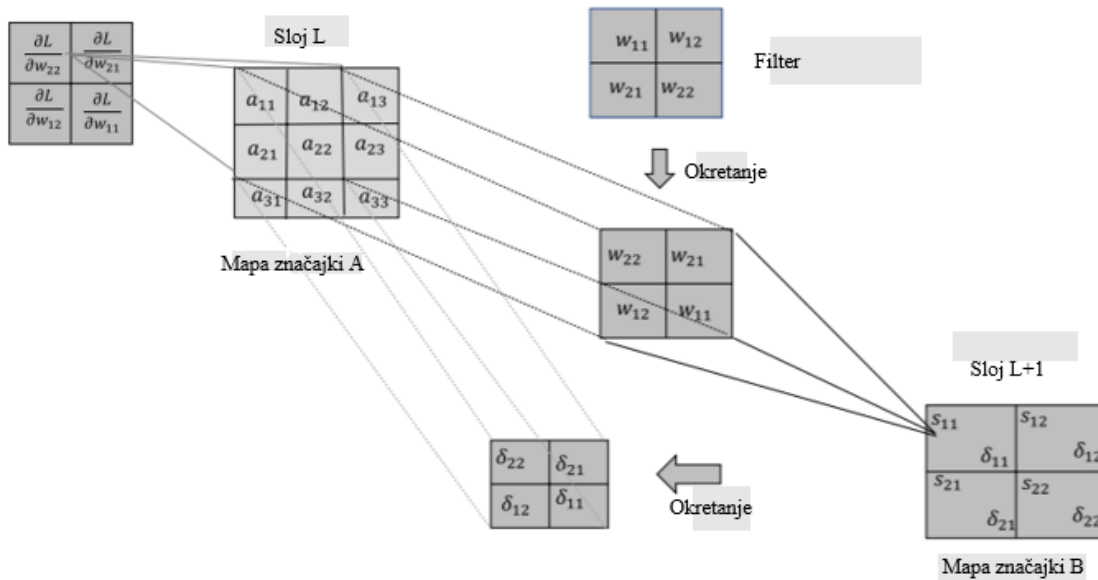 ∂L/∂w₂₂ ∂L/∂w₂₁
∂L/∂w₁₂ ∂L/∂w₁₁
Sloj L
a₁₁ a₁₂ a₁₃
a₂₁ a₂₂ a₂₃
a₃₁ a₃₂ a₃₃
Mapa značajki A
w₁₁ w₁₂
w₂₁ w₂₂
Filter
Okretanje
w₂₂ w₂₁
w₁₂ w₁₁
Sloj L+1
s₁₁ s₁₂
δ₁₁ δ₁₂
s₂₁ s₂₂
δ₂₁ δ₂₂
Mapa značajki B
Okretanje
δ₂₂ δ₂₁
δ₁₂ δ₁₁